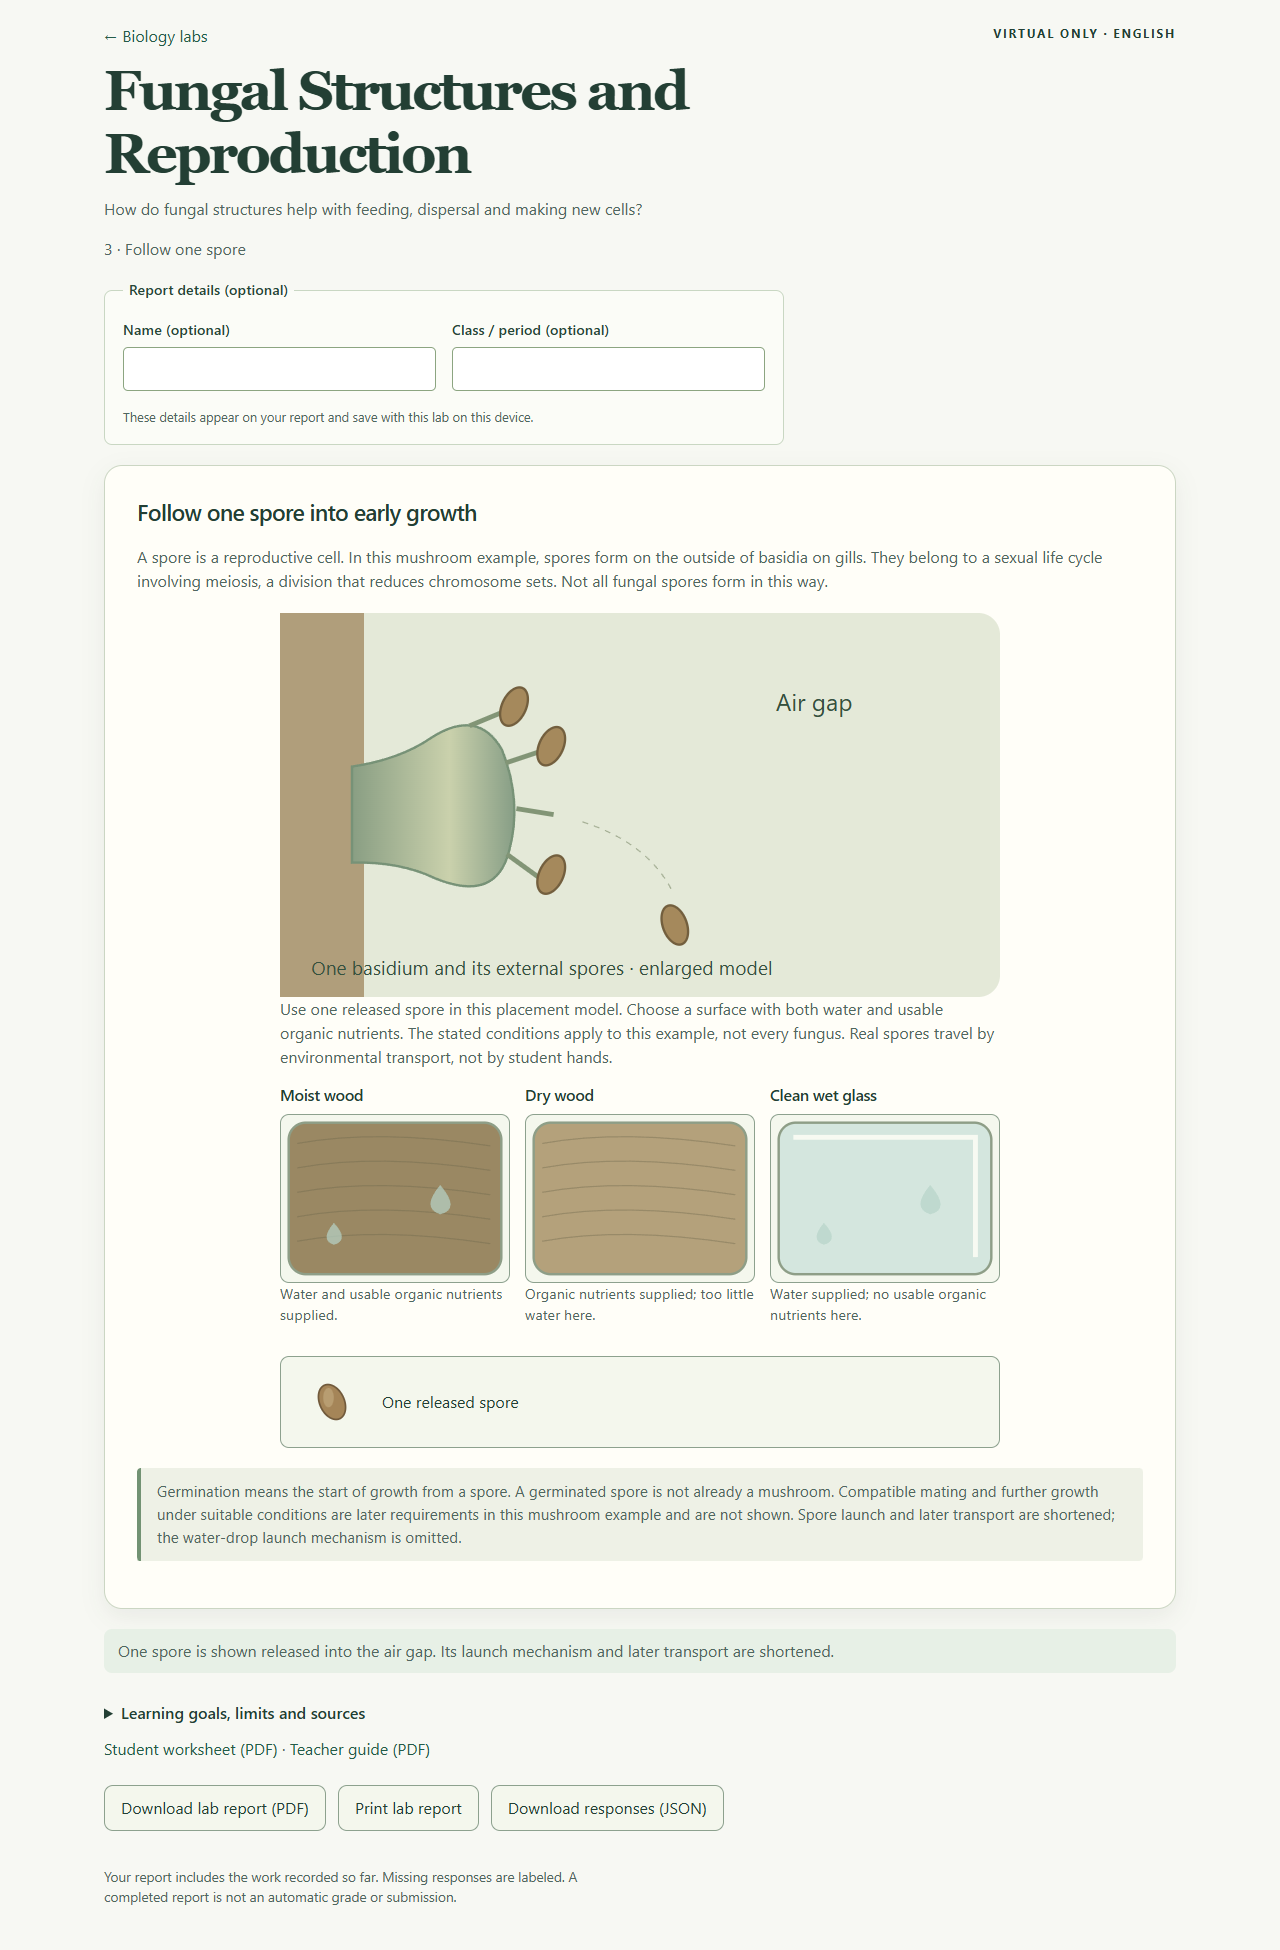 ← Biology labs
VIRTUAL ONLY · ENGLISH
Fungal Structures and
Reproduction
How do fungal structures help with feeding, dispersal and making new cells?
3 · Follow one spore
Report details (optional)
Name (optional)
Class / period (optional)
These details appear on your report and save with this lab on this device.
Follow one spore into early growth
A spore is a reproductive cell. In this mushroom example, spores form on the outside of basidia on gills. They belong to a sexual life cycle
involving meiosis, a division that reduces chromosome sets. Not all fungal spores form in this way.
Air gap
One basidium and its external spores · enlarged model
Use one released spore in this placement model. Choose a surface with both water and usable
organic nutrients. The stated conditions apply to this example, not every fungus. Real spores travel by
environmental transport, not by student hands.
Moist wood
Dry wood
Clean wet glass
Water and usable organic nutrients
supplied.
Organic nutrients supplied; too little
water here.
Water supplied; no usable organic
nutrients here.
One released spore
Germination means the start of growth from a spore. A germinated spore is not already a mushroom. Compatible mating and further growth
under suitable conditions are later requirements in this mushroom example and are not shown. Spore launch and later transport are shortened;
the water-drop launch mechanism is omitted.
One spore is shown released into the air gap. Its launch mechanism and later transport are shortened.
▶ Learning goals, limits and sources
Student worksheet (PDF) · Teacher guide (PDF)
Download lab report (PDF)
Print lab report
Download responses (JSON)
Your report includes the work recorded so far. Missing responses are labeled. A
completed report is not an automatic grade or submission.